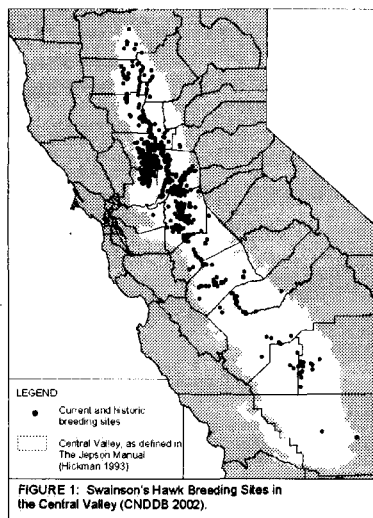 LEGEND
Current and historic
breeding sites
Central Valley, as defined in
The Jepson Manual
(Hickman 1993)
FIGURE 1: Swainson's Hawk Breeding Sites in
the Central Valley (CNDDB 2002).